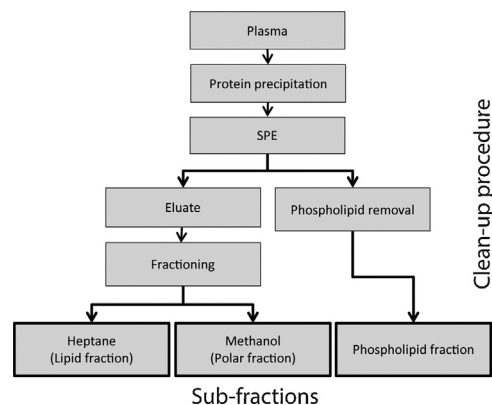 Plasma
Protein precipitation
SPE
Eluate
Phospholipid removal
Fractioning
Heptane
(Lipid fraction)
Methanol
(Polar fraction)
Phospholipid fraction
Sub-fractions
Clean-up procedure